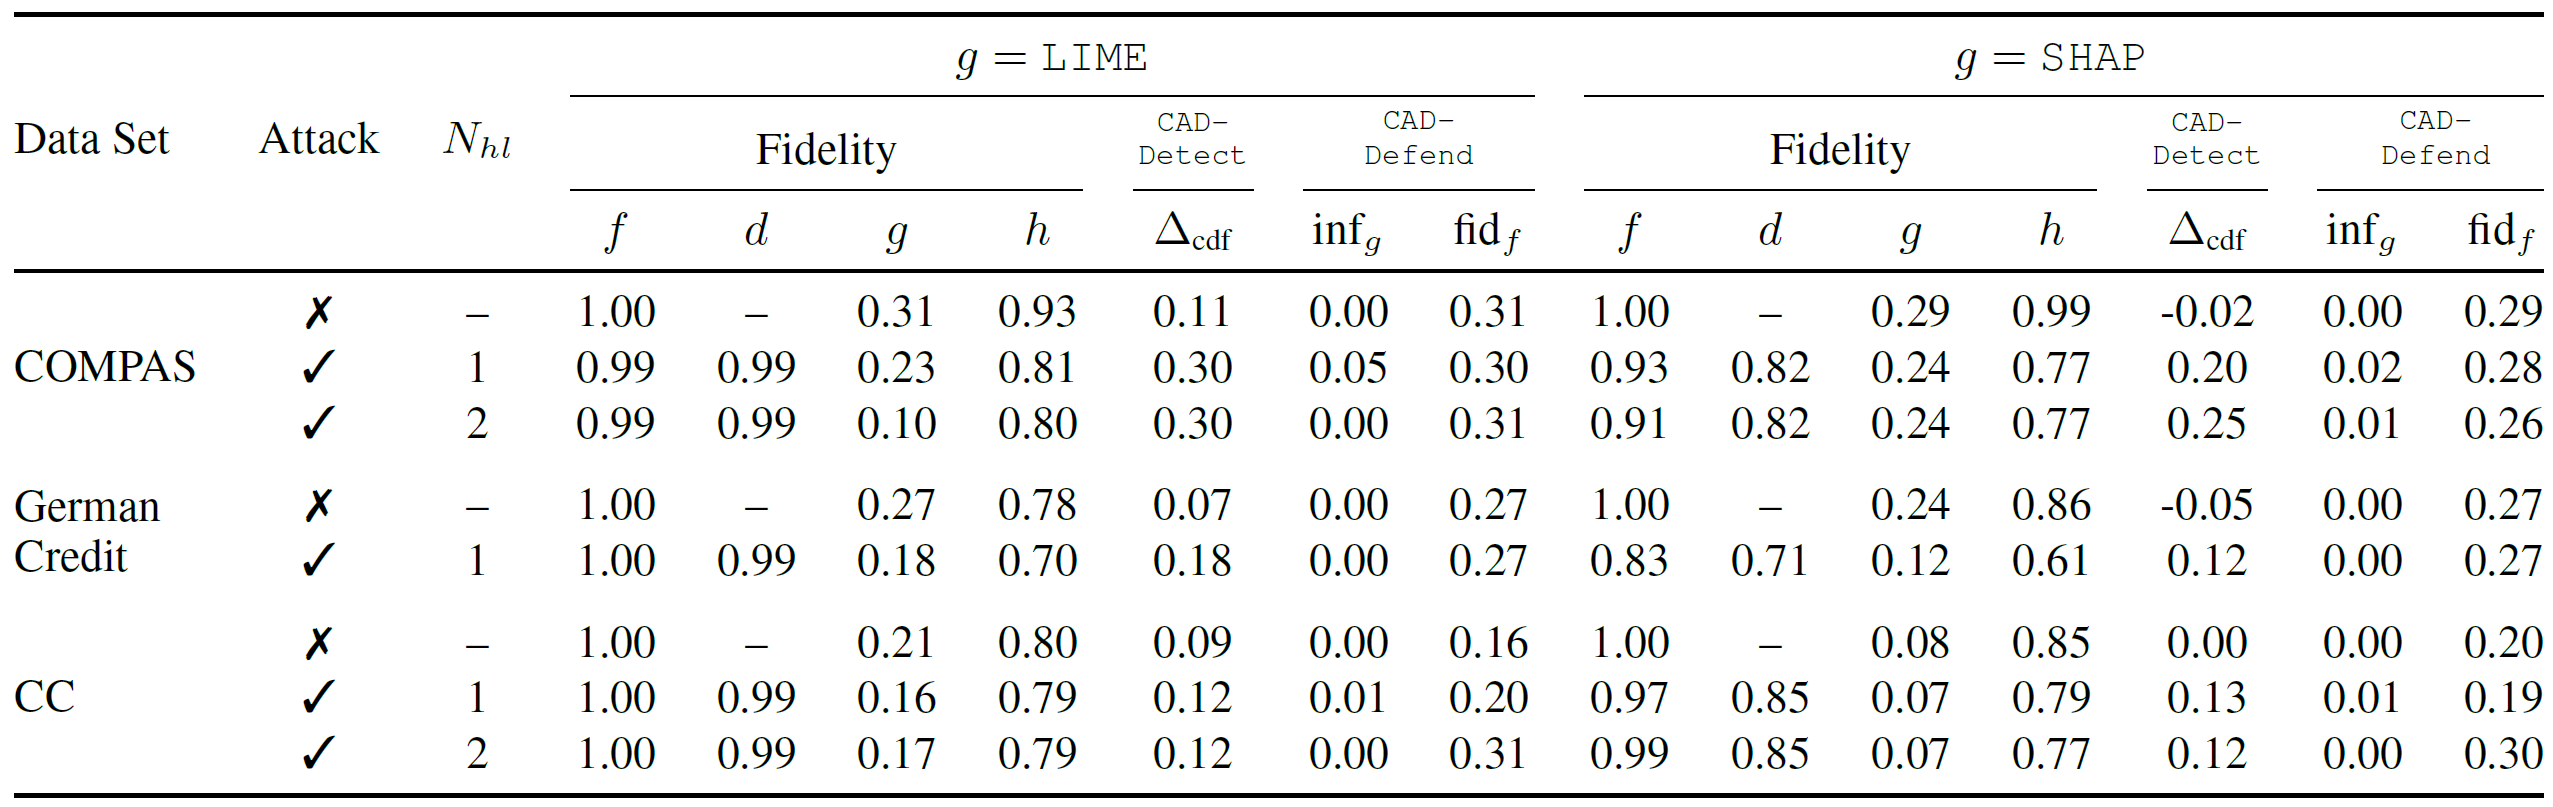 g = LIME g = SHAP
Data Set Attack N_hl Fidelity CAD- Detect CAD- Defend Fidelity CAD- Detect CAD- Defend
f d g h Δ_cdf inf_g fid_f f d g h Δ_cdf inf_g fid_f
✗ – 1.00 – 0.31 0.93 0.11 0.00 0.31 1.00 – 0.29 0.99 -0.02 0.00 0.29
COMPAS ✓ 1 0.99 0.99 0.23 0.81 0.30 0.05 0.30 0.93 0.82 0.24 0.77 0.20 0.02 0.28
✓ 2 0.99 0.99 0.10 0.80 0.30 0.00 0.31 0.91 0.82 0.24 0.77 0.25 0.01 0.26
German ✗ – 1.00 – 0.27 0.78 0.07 0.00 0.27 1.00 – 0.24 0.86 -0.05 0.00 0.27
Credit ✓ 1 1.00 0.99 0.18 0.70 0.18 0.00 0.27 0.83 0.71 0.12 0.61 0.12 0.00 0.27
✗ – 1.00 – 0.21 0.80 0.09 0.00 0.16 1.00 – 0.08 0.85 0.00 0.00 0.20
CC ✓ 1 1.00 0.99 0.16 0.79 0.12 0.01 0.20 0.97 0.85 0.07 0.79 0.13 0.01 0.19
✓ 2 1.00 0.99 0.17 0.79 0.12 0.00 0.31 0.99 0.85 0.07 0.77 0.12 0.00 0.30